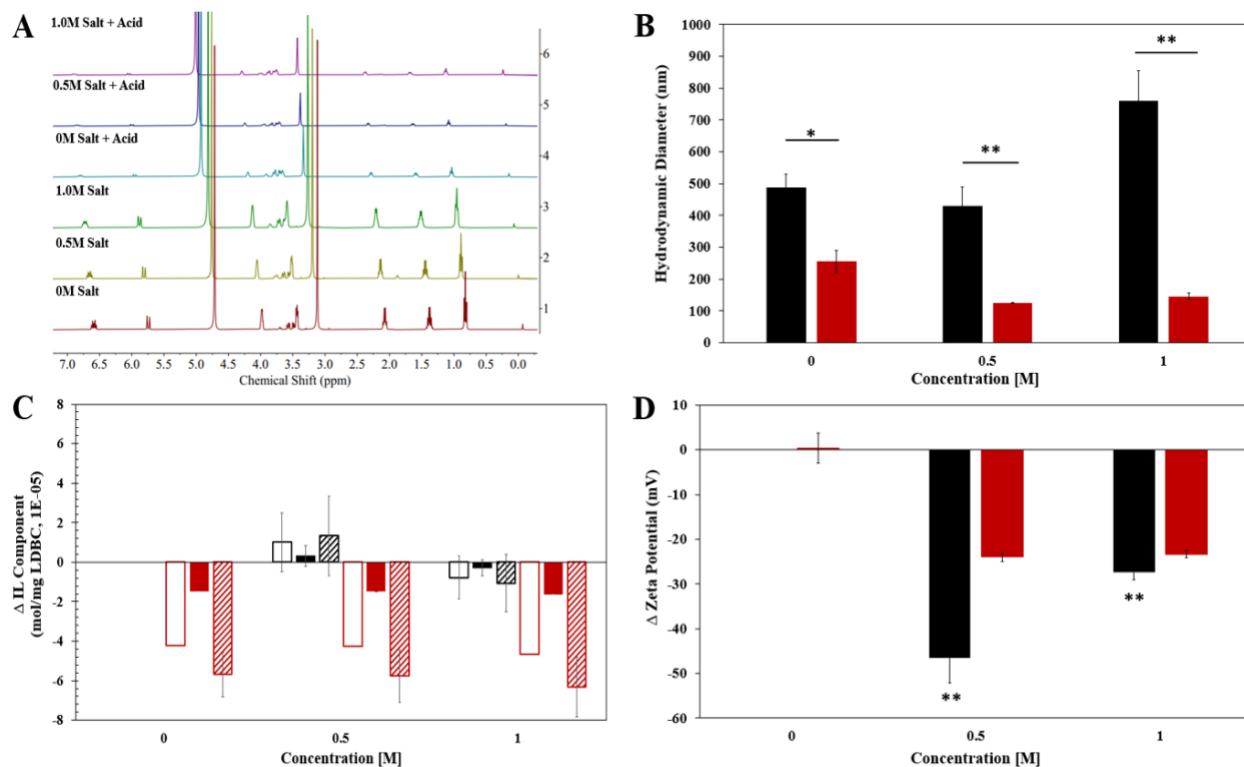 A
1.0M Salt + Acid
0.5M Salt + Acid
0M Salt + Acid
1.0M Salt
0.5M Salt
0M Salt
6
5
4
3
2
1
7.0 6.5 6.0 5.5 5.0 4.5 4.0 3.5 3.0 2.5 2.0 1.5 1.0 0.5 0.0
Chemical Shift (ppm)
B
Hydrodynamic Diameter (nm)
1000
900
800
700
600
500
400
300
200
100
0
*
**
**
0 0.5 1
Concentration [M]
C
Δ IL Component
(mol/mg LDBC, 1E-05)
8
6
4
2
0
-2
-4
-6
-8
0 0.5 1
Concentration [M]
D
Δ Zeta Potential (mV)
10
0
-10
-20
-30
-40
-50
-60
**
**
0 0.5 1
Concentration [M]